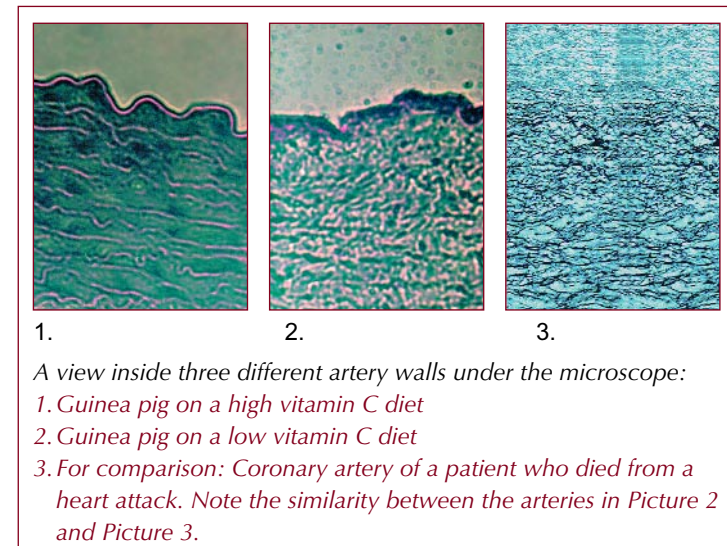 1. 2. 3.
A view inside three different artery walls under the microscope:
1. Guinea pig on a high vitamin C diet
2. Guinea pig on a low vitamin C diet
3. For comparison: Coronary artery of a patient who died from a
heart attack. Note the similarity between the arteries in Picture 2
and Picture 3.